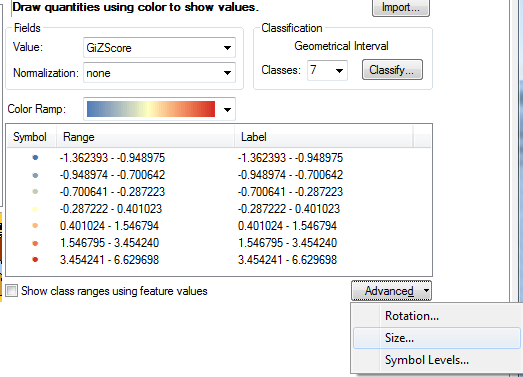 Draw quantities using color to show values.
Import...
Fields
Value: GiZScore
Normalization: none
Classification
Geometrical Interval
Classes: 7 Classify...
Color Ramp:
Symbol Range Label
-1.362393 - -0.948975 -1.362393 - -0.948975
-0.948974 - -0.700642 -0.948974 - -0.700642
-0.700641 - -0.287223 -0.700641 - -0.287223
-0.287222 - 0.401023 -0.287222 - 0.401023
0.401024 - 1.546794 0.401024 - 1.546794
1.546795 - 3.454240 1.546795 - 3.454240
3.454241 - 6.629698 3.454241 - 6.629698
Show class ranges using feature values
Advanced
Rotation...
Size...
Symbol Levels...